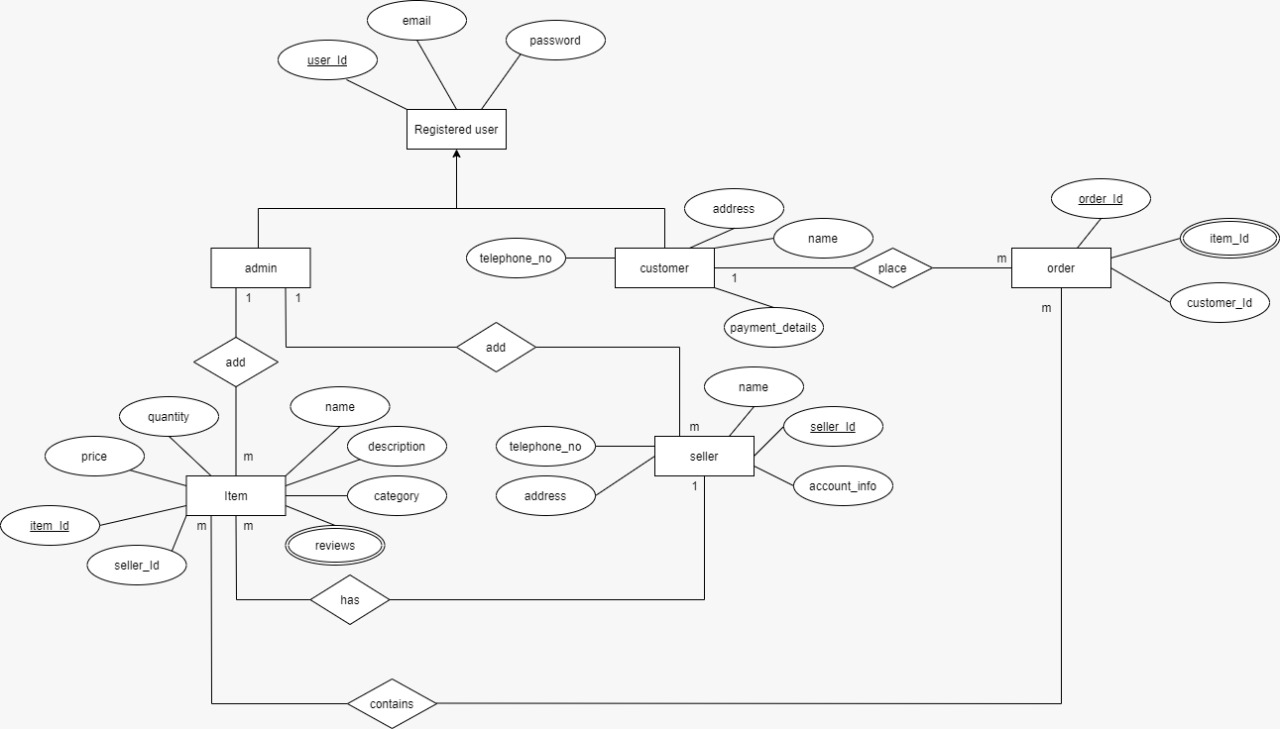 email
password
user_Id
Registered user
address
order_Id
name
item_Id
telephone_no
admin
customer
place
order
1
m
customer_Id
1
1
m
payment_details
add
add
name
name
quantity
seller_Id
m
description
telephone_no
price
m
seller
Item
category
address
1
account_info
item_Id
m
m
reviews
seller_Id
has
contains